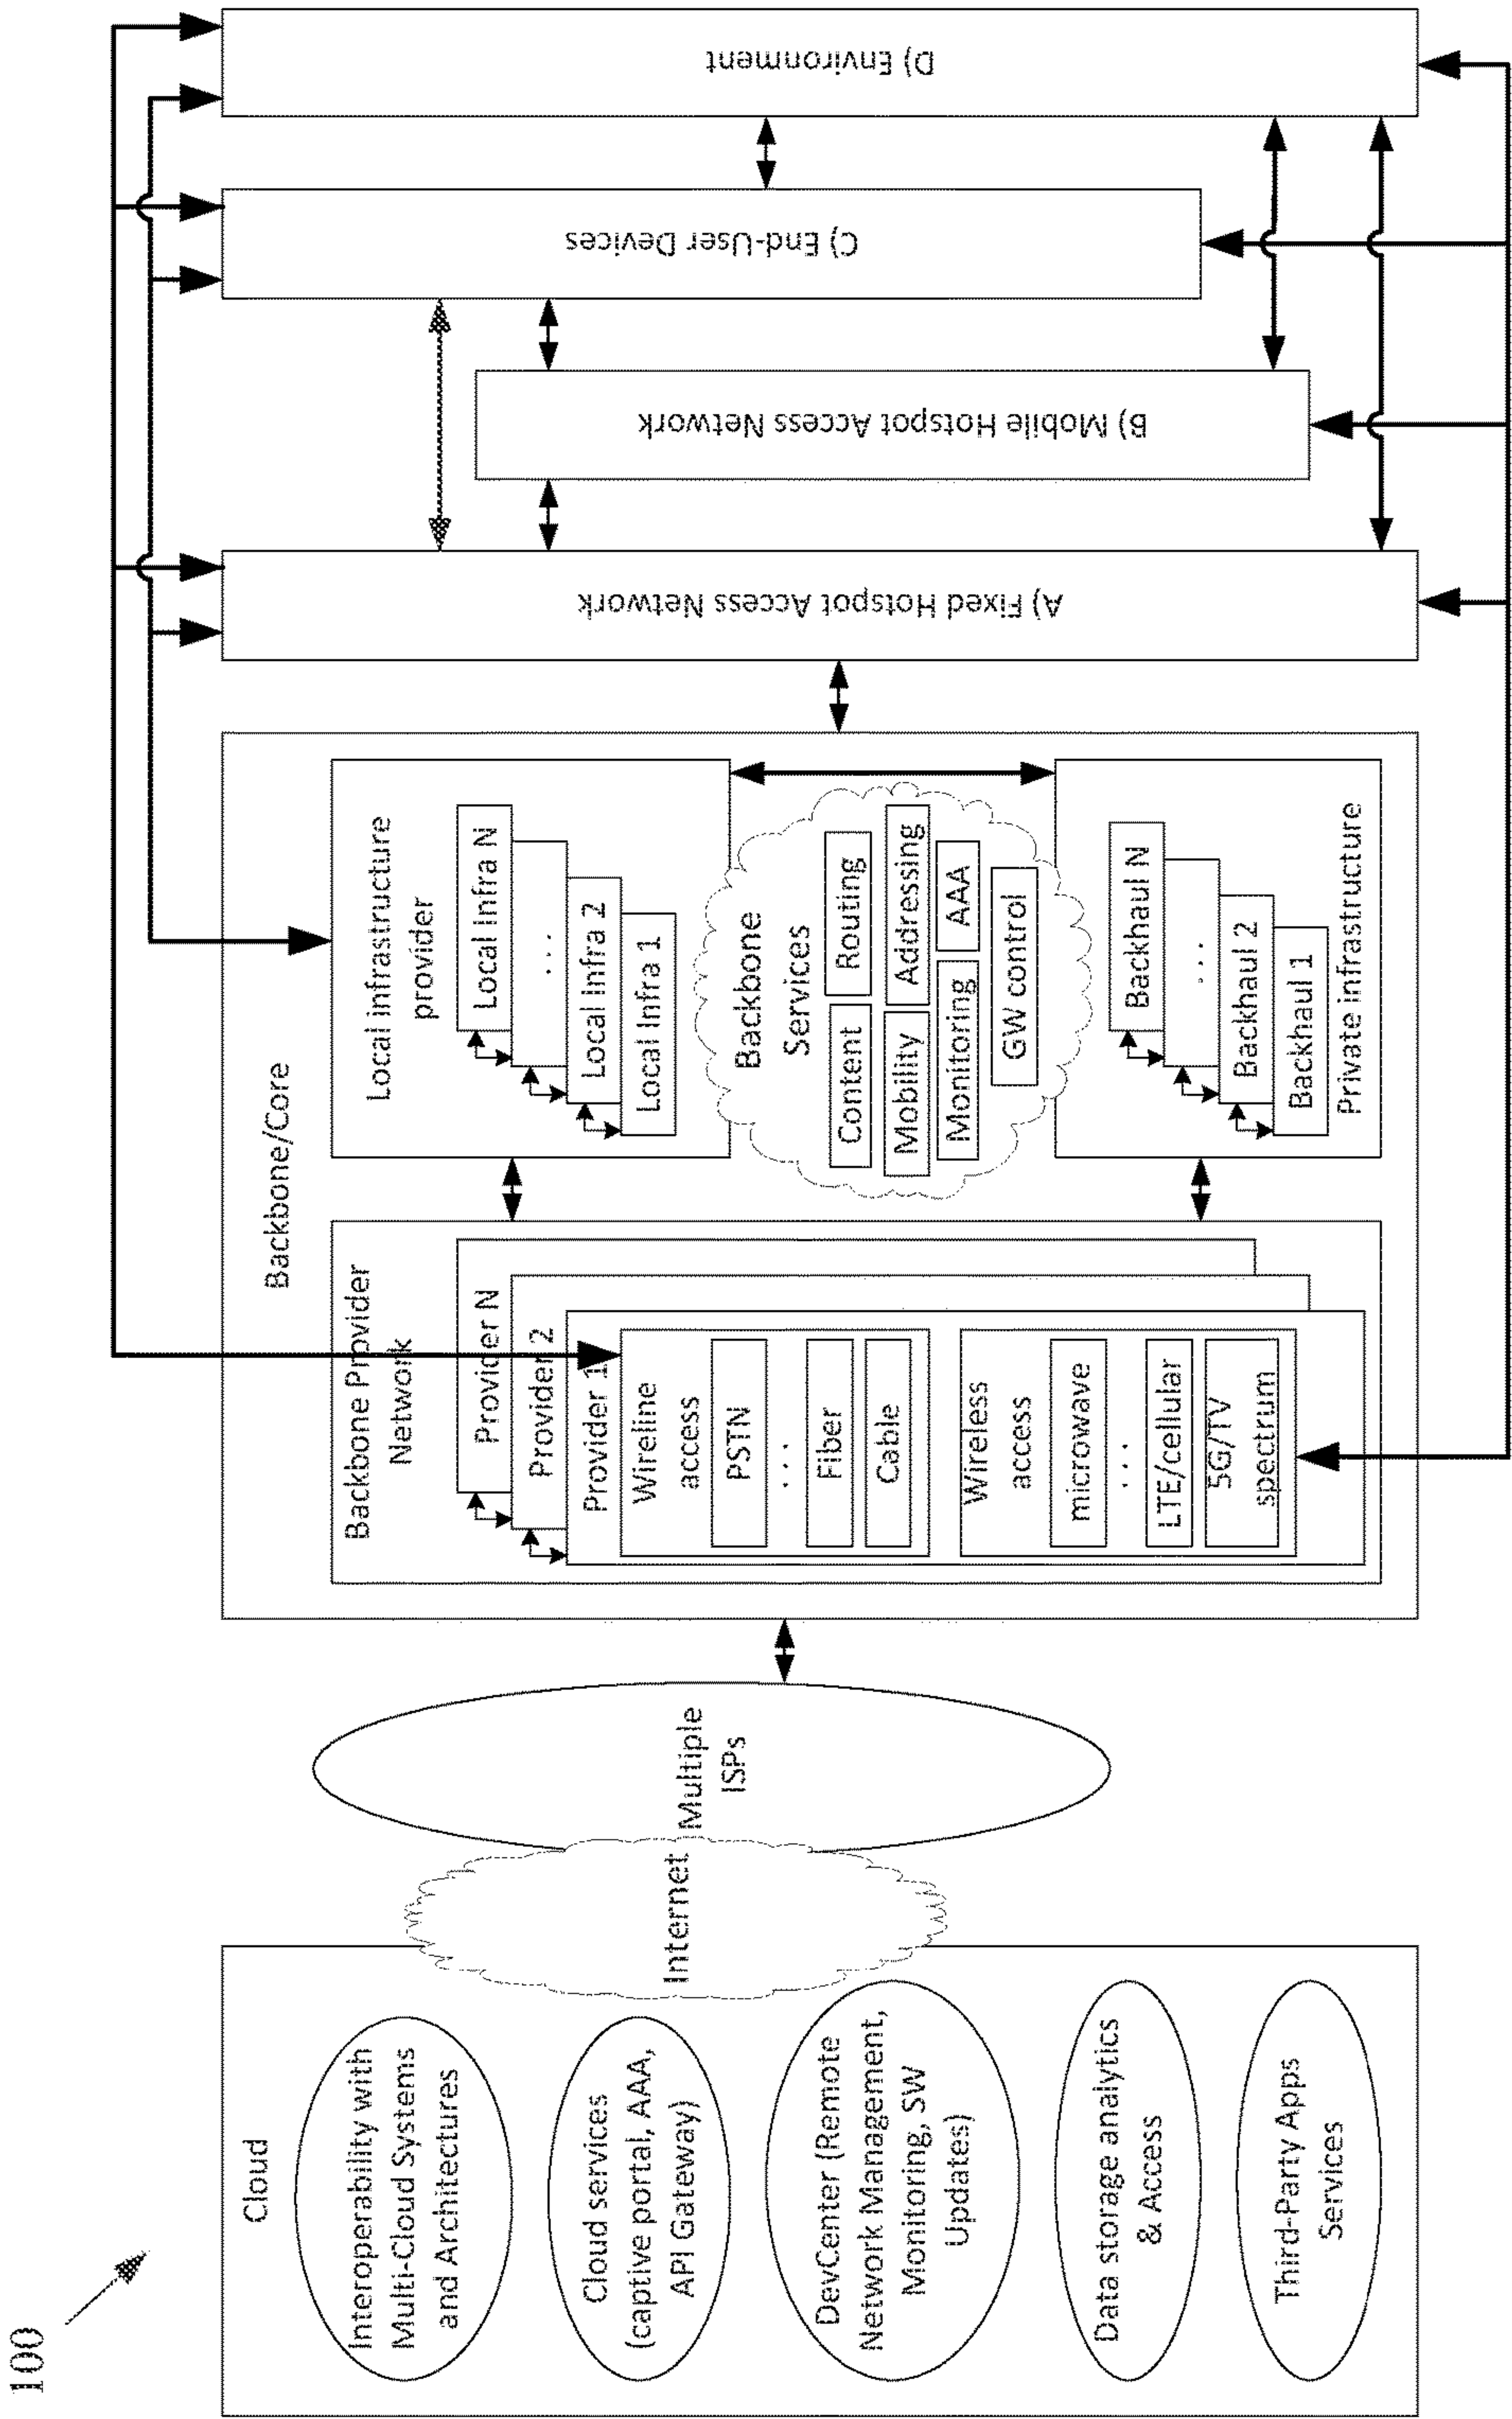 100
Cloud
Interoperability with
Multi-Cloud Systems
and Architectures
Cloud services
(captive portal, AAA,
API Gateway)
DevCenter (Remote
Network Management,
Monitoring, SW
Updates)
Data storage analytics
& Access
Third-Party Apps
Services
Internet
Multiple
ISPs
Backbone/Core
Backbone Provider
Network
Provider N
Provider 2
Provider 1
Wireline
access
PSTN
...
Fiber
Cable
Wireless
access
microwave
...
LTE/cellular
5G/TV
spectrum
Local infrastructure
provider
Local Infra N
...
Local Infra 2
Local Infra 1
Backbone
Services
Content
Routing
Mobility
Addressing
Monitoring
AAA
GW control
Backhaul N
...
Backhaul 2
Backhaul 1
Private infrastructure
A) Fixed Hotspot Access Network
B) Mobile Hotspot Access Network
C) End-User Devices
D) Environment